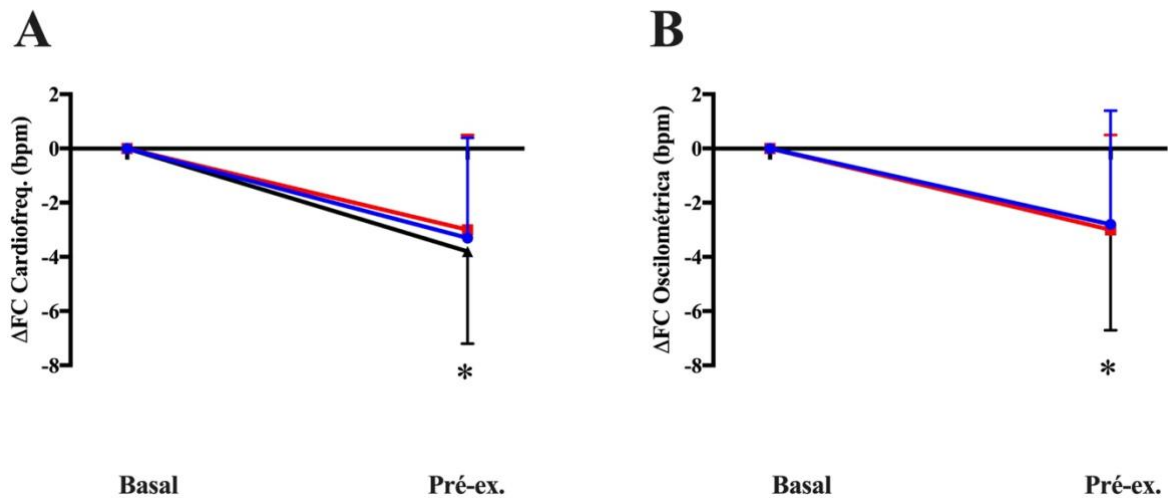 A
B
ΔFC Cardiofreq. (bpm)
2
0
-2
-4
-6
-8
*
Basal
Pré-ex.
ΔFC Oscilométrica (bpm)
2
0
-2
-4
-6
-8
*
Basal
Pré-ex.